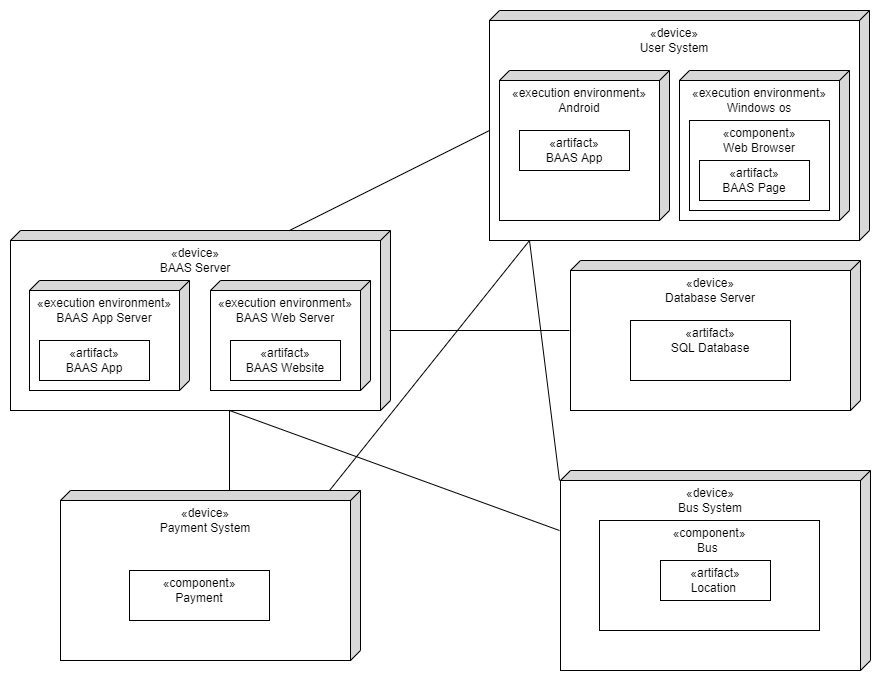 «device»
User System
«execution environment»
Android
«artifact»
BAAS App
«execution environment»
Windows os
«component»
Web Browser
«artifact»
BAAS Page
«device»
BAAS Server
«execution environment»
BAAS App Server
«artifact»
BAAS App
«execution environment»
BAAS Web Server
«artifact»
BAAS Website
«device»
Database Server
«artifact»
SQL Database
«device»
Payment System
«component»
Payment
«device»
Bus System
«component»
Bus
«artifact»
Location